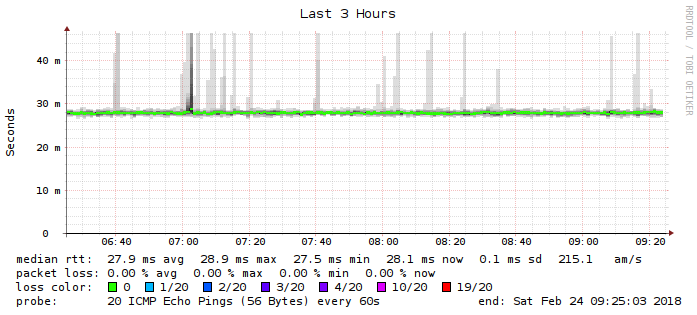 Last 3 Hours
RRDTOOL / TOBI OETIKER
Seconds
40 m
30 m
20 m
10 m
0
06:40 07:00 07:20 07:40 08:00 08:20 08:40 09:00 09:20
median rtt: 27.9 ms avg 28.9 ms max 27.5 ms min 28.1 ms now 0.1 ms sd 215.1 am/s
packet loss: 0.00 % avg 0.00 % max 0.00 % min 0.00 % now
loss color: 0 1/20 2/20 3/20 4/20 10/20 19/20
probe: 20 ICMP Echo Pings (56 Bytes) every 60s end: Sat Feb 24 09:25:03 2018